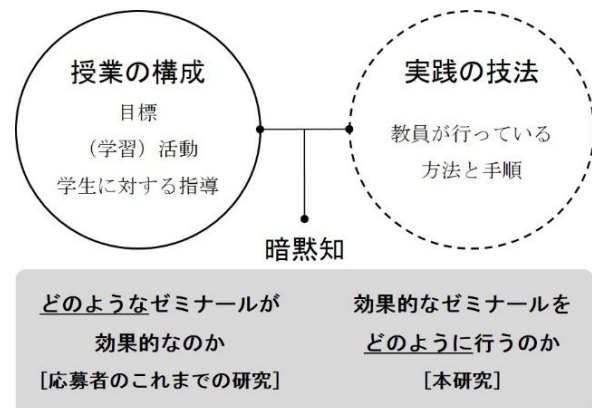 授業の構成
目標
（学習）活動
学生に対する指導
実践の技法
教員が行っている
方法と手順
暗黙知
どのようなゼミナールが
効果的なのか
[応募者のこれまでの研究]
効果的なゼミナールを
どのように行うのか
[本研究]